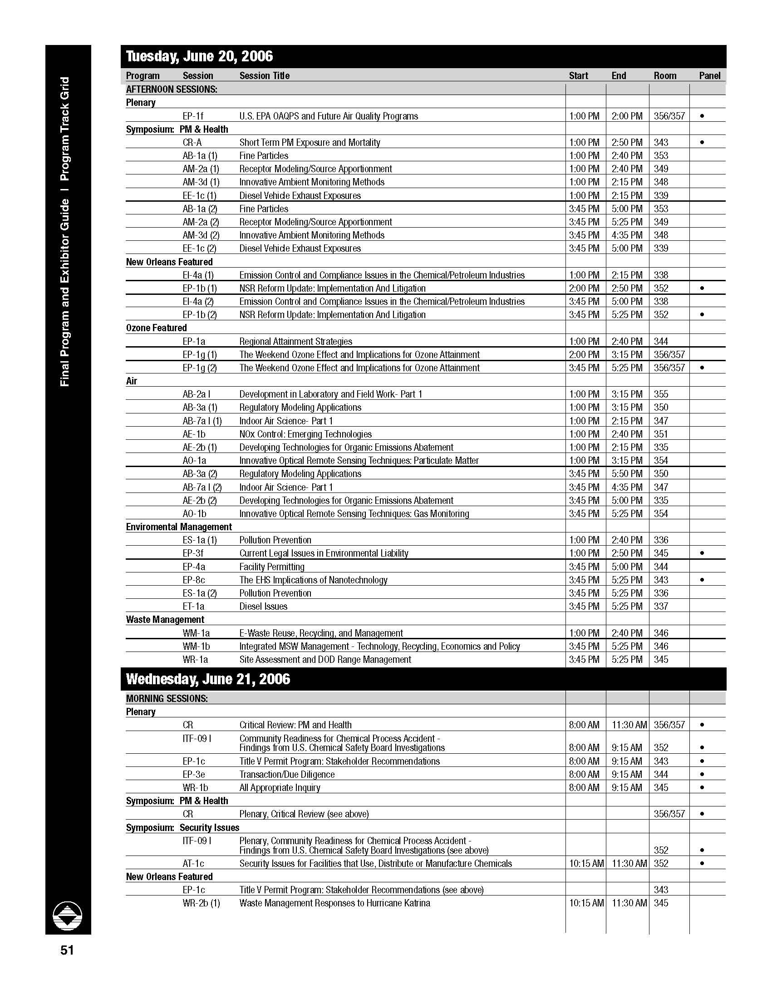 Final Program and Exhibitor Guide | Program Track Grid
Tuesday, June 20, 2006
Program Session Session Title Start End Room Panel
AFTERNOON SESSIONS:
Plenary
EP-1f U.S. EPA OAQPS and Future Air Quality Programs 1:00 PM 2:00 PM 356/357 •
Symposium: PM & Health
CR-A Short Term PM Exposure and Mortality 1:00 PM 2:50 PM 343 •
AB-1a (1) Fine Particles 1:00 PM 2:40 PM 353
AM-2a (1) Receptor Modeling/Source Apportionment 1:00 PM 2:40 PM 349
AM-3d (1) Innovative Ambient Monitoring Methods 1:00 PM 2:15 PM 348
EE-1c (1) Diesel Vehicle Exhaust Exposures 1:00 PM 2:15 PM 339
AB-1a (2) Fine Particles 3:45 PM 5:00 PM 353
AM-2a (2) Receptor Modeling/Source Apportionment 3:45 PM 5:25 PM 349
AM-3d (2) Innovative Ambient Monitoring Methods 3:45 PM 4:35 PM 348
EE-1c (2) Diesel Vehicle Exhaust Exposures 3:45 PM 5:00 PM 339
New Orleans Featured
EI-4a (1) Emission Control and Compliance Issues in the Chemical/Petroleum Industries 1:00 PM 2:15 PM 338
EP-1b (1) NSR Reform Update: Implementation And Litigation 2:00 PM 2:50 PM 352 •
EI-4a (2) Emission Control and Compliance Issues in the Chemical/Petroleum Industries 3:45 PM 5:00 PM 338
EP-1b (2) NSR Reform Update: Implementation And Litigation 3:45 PM 5:25 PM 352 •
Ozone Featured
EP-1a Regional Attainment Strategies 1:00 PM 2:40 PM 344
EP-1g (1) The Weekend Ozone Effect and Implications for Ozone Attainment 2:00 PM 3:15 PM 356/357
EP-1g (2) The Weekend Ozone Effect and Implications for Ozone Attainment 3:45 PM 5:25 PM 356/357 •
Air
AB-2a I Development in Laboratory and Field Work- Part 1 1:00 PM 3:15 PM 355
AB-3a (1) Regulatory Modeling Applications 1:00 PM 3:15 PM 350
AB-7a I (1) Indoor Air Science- Part 1 1:00 PM 2:15 PM 347
AE-1b NOx Control: Emerging Technologies 1:00 PM 2:40 PM 351
AE-2b (1) Developing Technologies for Organic Emissions Abatement 1:00 PM 2:15 PM 335
AO-1a Innovative Optical Remote Sensing Techniques: Particulate Matter 1:00 PM 3:15 PM 354
AB-3a (2) Regulatory Modeling Applications 3:45 PM 5:50 PM 350
AB-7a I (2) Indoor Air Science- Part 1 3:45 PM 4:35 PM 347
AE-2b (2) Developing Technologies for Organic Emissions Abatement 3:45 PM 5:00 PM 335
AO-1b Innovative Optical Remote Sensing Techniques: Gas Monitoring 3:45 PM 5:25 PM 354
Enviromental Management
ES-1a (1) Pollution Prevention 1:00 PM 2:40 PM 336
EP-3f Current Legal Issues in Environmental Liability 1:00 PM 2:50 PM 345 •
EP-4a Facility Permitting 3:45 PM 5:00 PM 344
EP-8c The EHS Implications of Nanotechnology 3:45 PM 5:25 PM 343 •
ES-1a (2) Pollution Prevention 3:45 PM 5:25 PM 336
ET-1a Diesel Issues 3:45 PM 5:25 PM 337
Waste Management
WM-1a E-Waste Reuse, Recycling, and Management 1:00 PM 2:40 PM 346
WM-1b Integrated MSW Management - Technology, Recycling, Economics and Policy 3:45 PM 5:25 PM 346
WR-1a Site Assessment and DOD Range Management 3:45 PM 5:25 PM 345
Wednesday, June 21, 2006
MORNING SESSIONS:
Plenary
CR Critical Review: PM and Health 8:00 AM 11:30 AM 356/357 •
ITF-09 I Community Readiness for Chemical Process Accident -
Findings from U.S. Chemical Safety Board Investigations 8:00 AM 9:15 AM 352 •
EP-1c Title V Permit Program: Stakeholder Recommendations 8:00 AM 9:15 AM 343 •
EP-3e Transaction/Due Diligence 8:00 AM 9:15 AM 344 •
WR-1b All Appropriate Inquiry 8:00 AM 9:15 AM 345 •
Symposium: PM & Health
CR Plenary, Critical Review (see above) 356/357 •
Symposium: Security Issues
ITF-09 I Plenary, Community Readiness for Chemical Process Accident -
Findings from U.S. Chemical Safety Board Investigations (see above) 352 •
AT-1c Security Issues for Facilities that Use, Distribute or Manufacture Chemicals 10:15 AM 11:30 AM 352 •
New Orleans Featured
EP-1c Title V Permit Program: Stakeholder Recommendations (see above) 343
WR-2b (1) Waste Management Responses to Hurricane Katrina 10:15 AM 11:30 AM 345
51